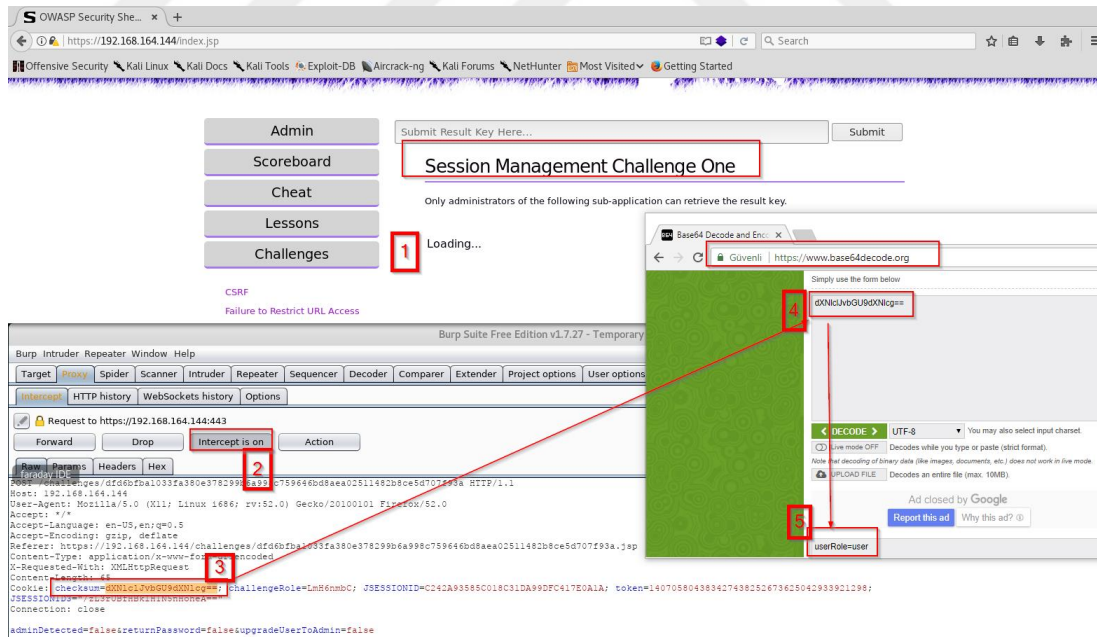 OWASP Security She...
https://192.168.164.144/index.jsp
Search
Offensive Security Kali Linux Kali Docs Kali Tools Exploit-DB Aircrack-ng Kali Forums NetHunter Most Visited Getting Started
Admin
Submit Result Key Here...
Submit
Scoreboard
Session Management Challenge One
Cheat
Only administrators of the following sub-application can retrieve the result key.
Lessons
1
Loading...
Challenges
CSRF
Failure to Restrict URL Access
Base64 Decode and Enc
Güvenli https://www.base64decode.org
Simply use the form below
4
dXNlclJvbGU9dXNlcg==
< DECODE > UTF-8 You may also select input charset.
Live mode OFF Decodes while you type or paste (strict format).
Note that decoding of binary data (like images, documents, etc.) does not work in live mode.
UPLOAD FILE Decodes an entire file (max. 10MB).
Ad closed by Google
Report this ad Why this ad?
5
userRole=user
Burp Suite Free Edition v1.7.27 - Temporary
Burp Intruder Repeater Window Help
Target Proxy Spider Scanner Intruder Repeater Sequencer Decoder Comparer Extender Project options User options
Intercept HTTP history WebSockets history Options
Request to https://192.168.164.144:443
Forward Drop Intercept is on Action
Raw Params Headers Hex
2
faraday IDE
HTTP/1.1
Host: 192.168.164.144
User-Agent: Mozilla/5.0 (X11; Linux i686; rv:52.0) Gecko/20100101 Firefox/52.0
Accept: */*
Accept-Language: en-US,en;q=0.5
Accept-Encoding: gzip, deflate
Referer: https://192.168.164.144/challenges/dfd6bfba1033fa380e378299b6a998c759646bd8aea02511482b8ce5d707f93a.jsp
Content-Type: application/x-www-form-urlencoded
X-Requested-With: XMLHttpRequest
3
Content-Length: 65
Cookie: checksum=dXNlclJvbGU9dXNlcg==; challengeRole=LmH6nmbC; JSESSIONID=C242A93585C018C31DA99DFC417E0A1A; token=140705804383427438252673625042933921298;
Connection: close
adminDetected=false&returnPassword=false&upgradeUserToAdmin=false